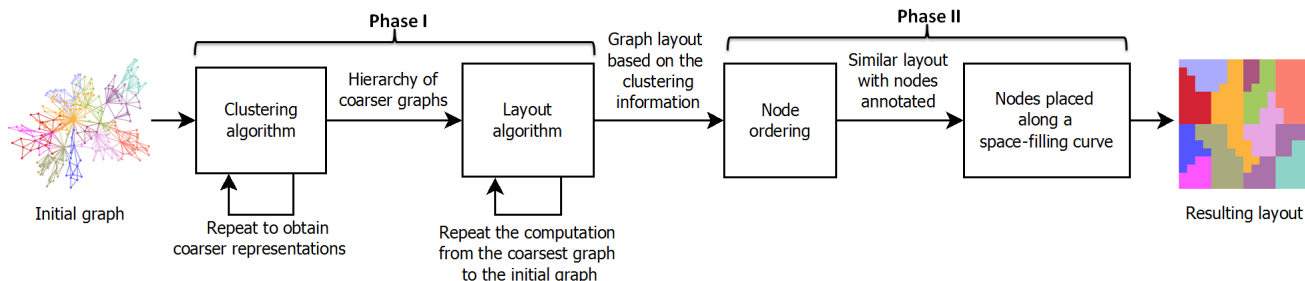 Phase I
Phase II
Initial graph
Clustering
algorithm
Repeat to obtain
coarser representations
Hierarchy of
coarser graphs
Layout
algorithm
Repeat the computation
from the coarsest graph
to the initial graph
Graph layout
based on the
clustering
information
Node
ordering
Similar layout
with nodes
annotated
Nodes placed
along a
space-filling curve
Resulting layout